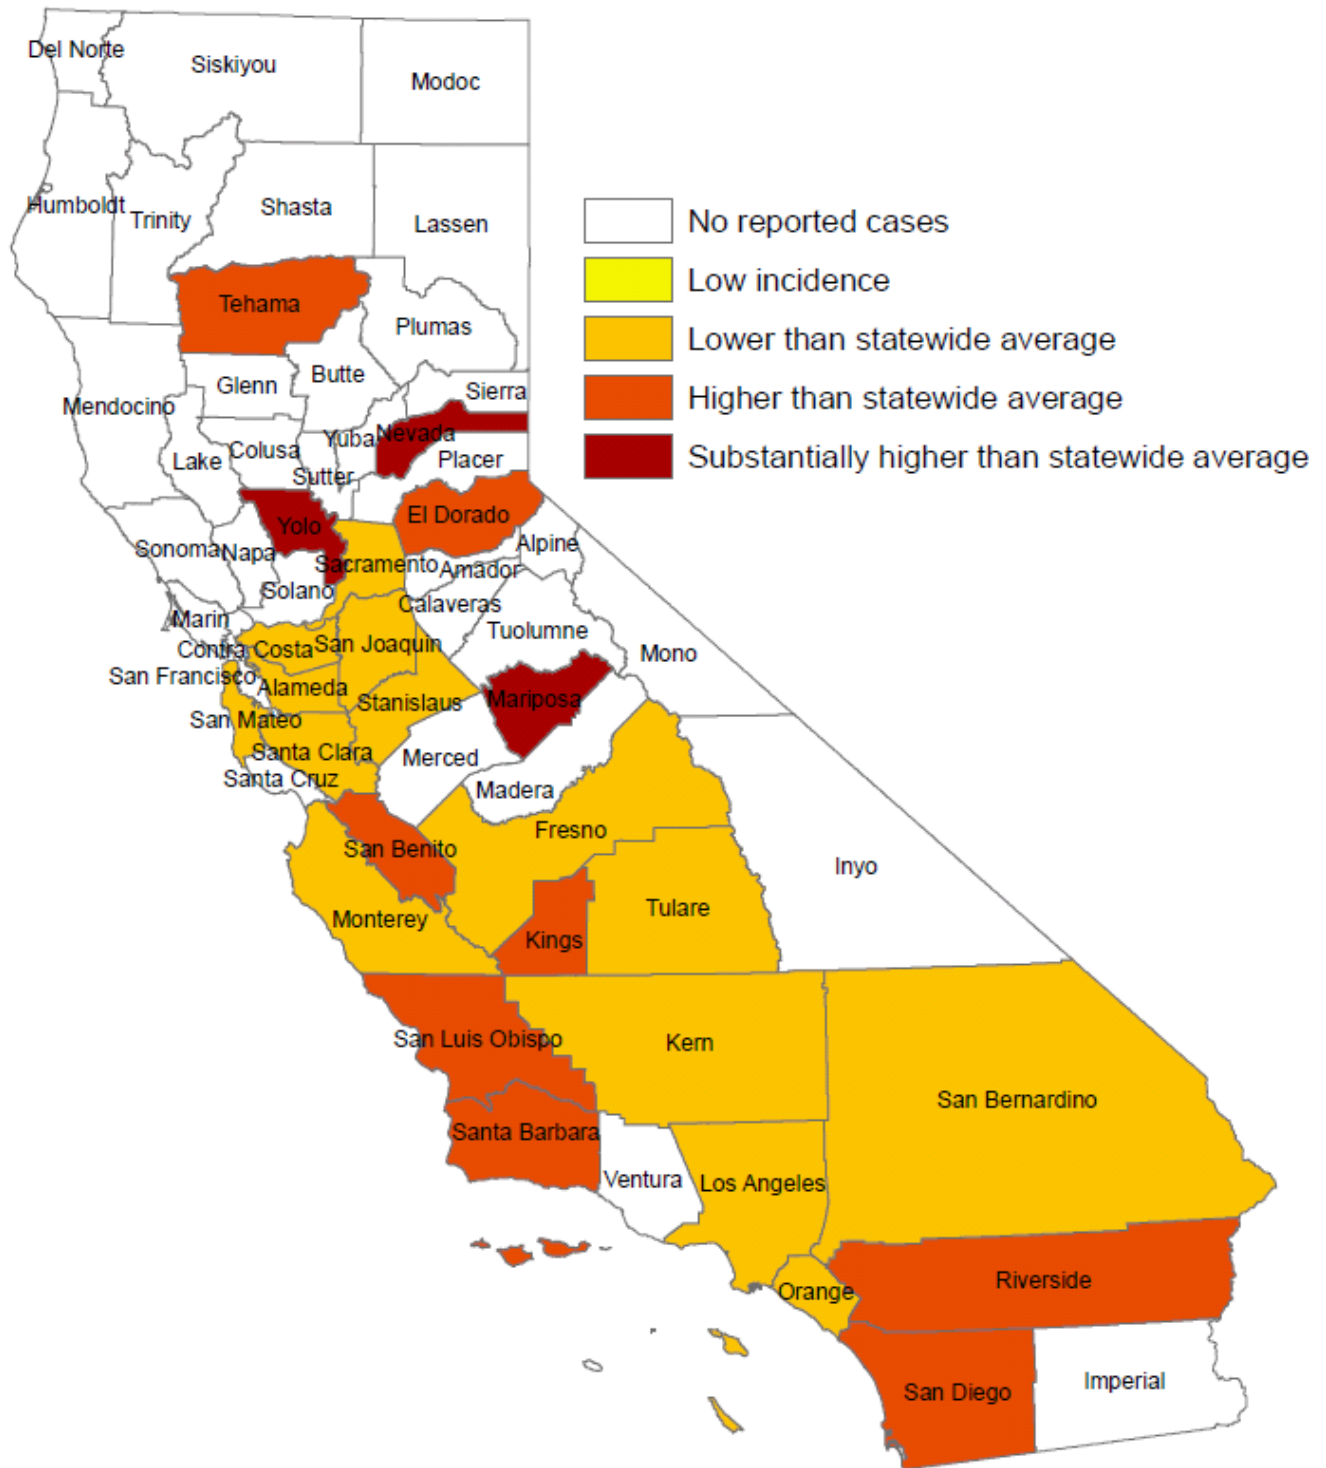 Del Norte
Siskiyou
Modoc
Humboldt
Trinity
Shasta
Lassen
No reported cases
Low incidence
Lower than statewide average
Higher than statewide average
Substantially higher than statewide average
Tehama
Plumas
Glenn
Butte
Sierra
Mendocino
Lake
Colusa
Yuba
Nevada
Sutter
Placer
Yolo
El Dorado
Sonoma
Napa
Sacramento
Alpine
Amador
Solano
Marin
Calaveras
Tuolumne
Contra Costa
San Joaquin
Mono
San Francisco
Alameda
Stanislaus
Mariposa
San Mateo
Santa Clara
Merced
Santa Cruz
Madera
Fresno
San Benito
Inyo
Monterey
Kings
Tulare
San Luis Obispo
Kern
San Bernardino
Santa Barbara
Ventura
Los Angeles
Orange
Riverside
San Diego
Imperial